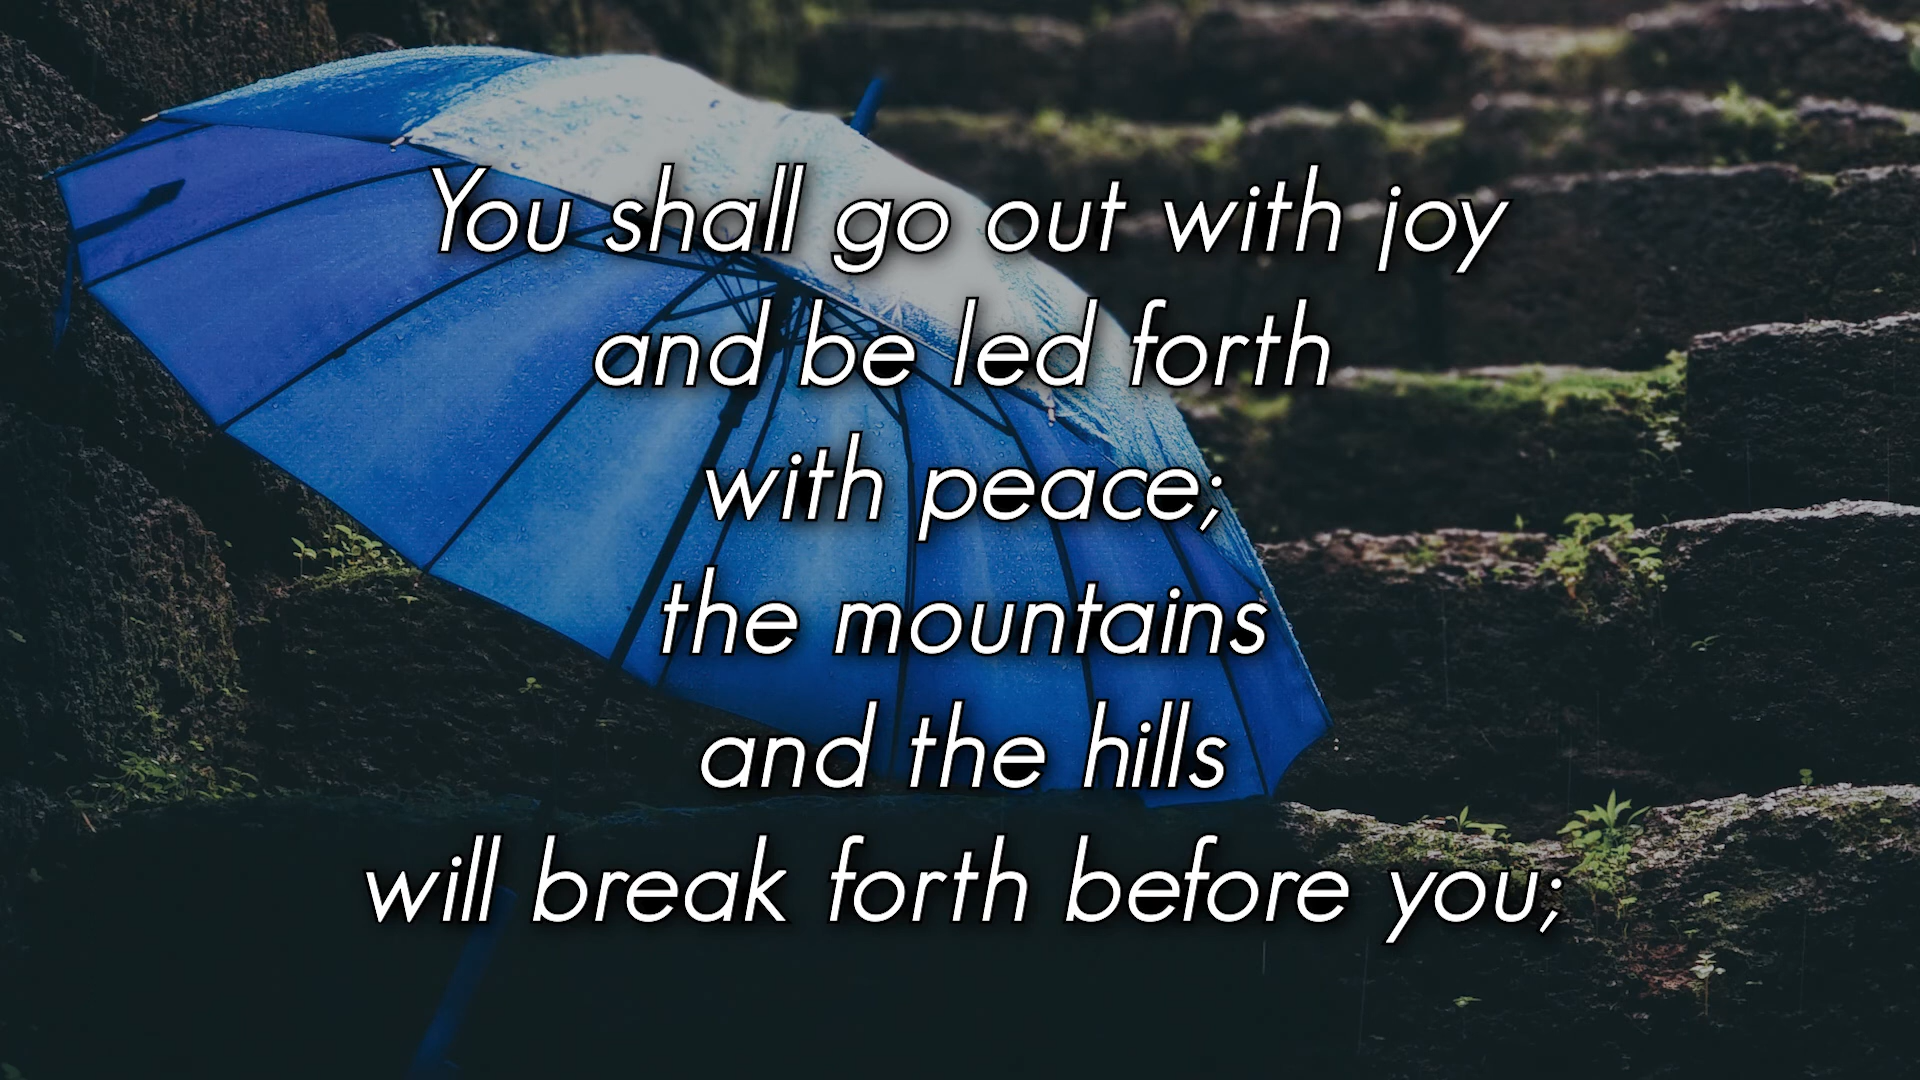 You shall go out with joy
and be led forth
with peace;
the mountains
and the hills
will break forth before you;